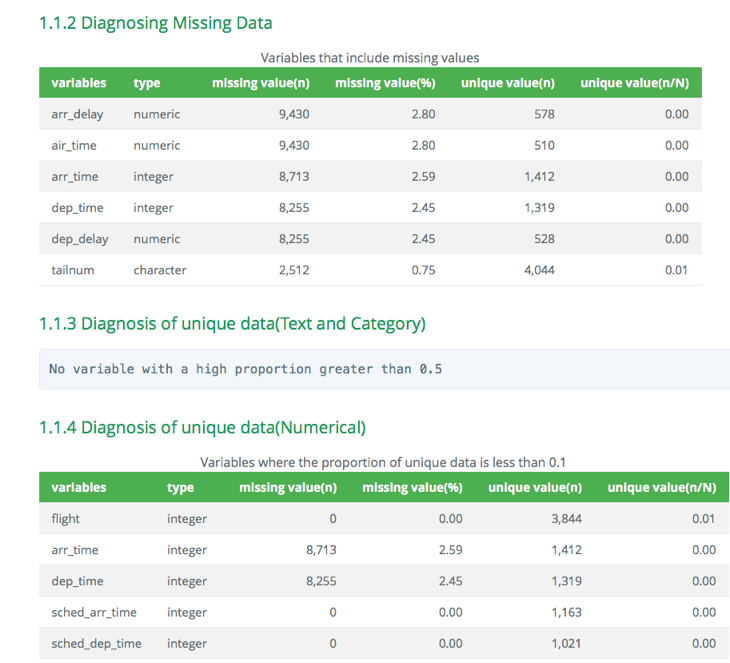 1.1.2 Diagnosing Missing Data
Variables that include missing values
variables type missing value(n) missing value(%) unique value(n) unique value(n/N)
arr_delay numeric 9,430 2.80 578 0.00
air_time numeric 9,430 2.80 510 0.00
arr_time integer 8,713 2.59 1,412 0.00
dep_time integer 8,255 2.45 1,319 0.00
dep_delay numeric 8,255 2.45 528 0.00
tailnum character 2,512 0.75 4,044 0.01
1.1.3 Diagnosis of unique data(Text and Category)
No variable with a high proportion greater than 0.5
1.1.4 Diagnosis of unique data(Numerical)
Variables where the proportion of unique data is less than 0.1
variables type missing value(n) missing value(%) unique value(n) unique value(n/N)
flight integer 0 0.00 3,844 0.01
arr_time integer 8,713 2.59 1,412 0.00
dep_time integer 8,255 2.45 1,319 0.00
sched_arr_time integer 0 0.00 1,163 0.00
sched_dep_time integer 0 0.00 1,021 0.00